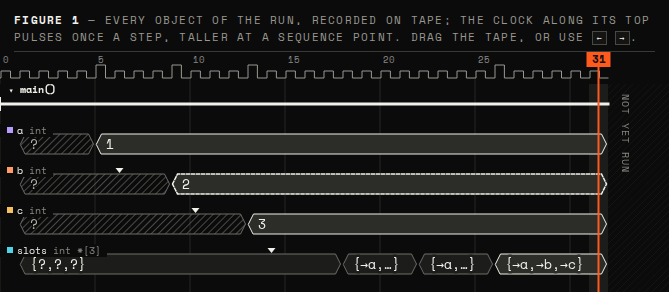 FIGURE 1 — EVERY OBJECT OF THE RUN, RECORDED ON TAPE; THE CLOCK ALONG ITS TOP
PULSES ONCE A STEP, TALLER AT A SEQUENCE POINT. DRAG THE TAPE, OR USE ← → .
0 5 10 15 20 25 31
▾ main()
NOT YET RUN
a int
? 1
b int
? 2
c int
? 3
slots int *[3]
{?,?,?} {→a,…} {→a,…} {→a,→b,→c}